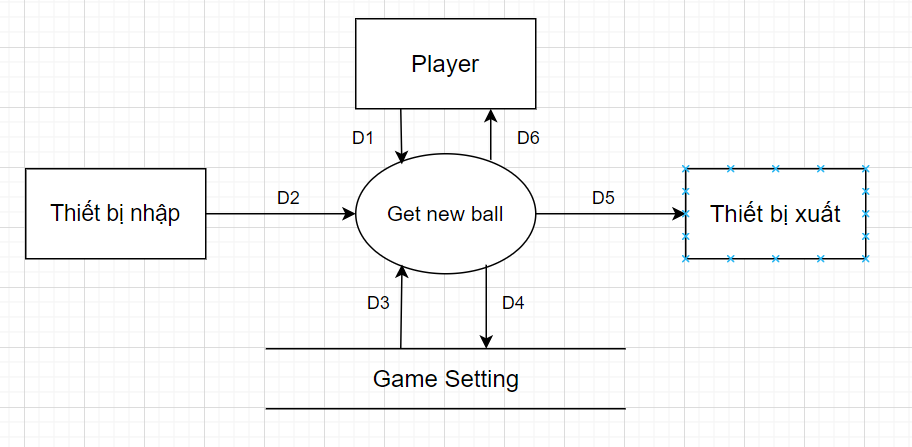 Player
D1
D6
Thiết bị nhập
D2
Get new ball
D5
Thiết bị xuất
D3
D4
Game Setting